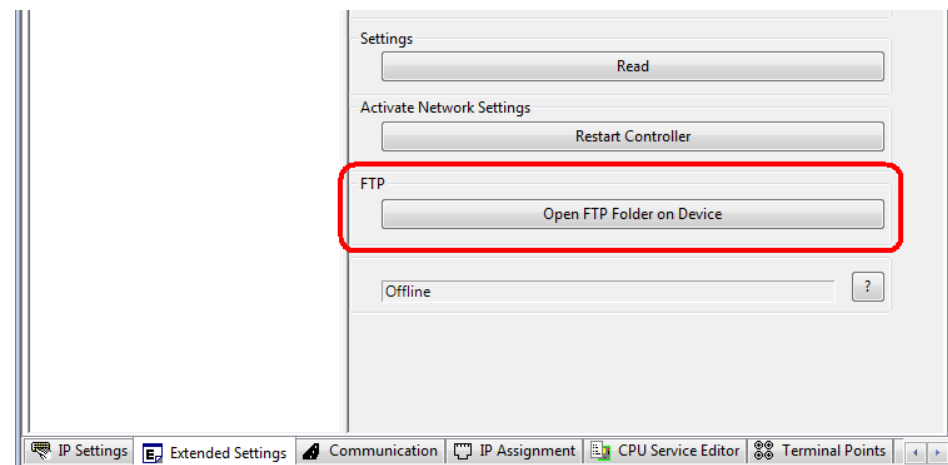 Settings
Read
Activate Network Settings
Restart Controller
FTP
Open FTP Folder on Device
Offline
?
IP Settings Extended Settings Communication IP Assignment CPU Service Editor Terminal Points